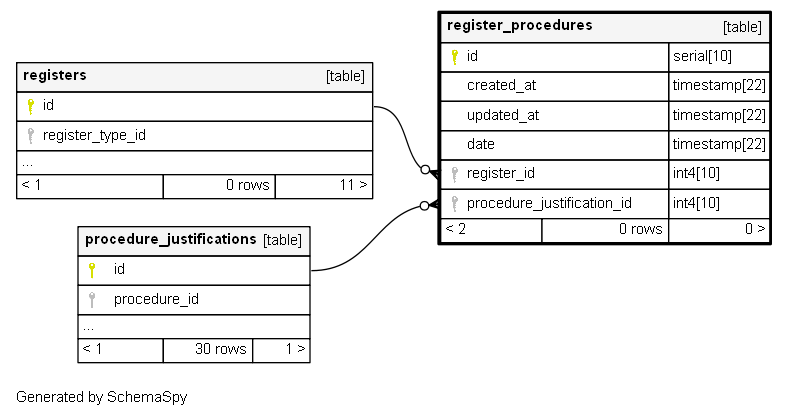 registers [table]
id
register_type_id
...
< 1 0 rows 11 >
procedure_justifications [table]
id
procedure_id
...
< 1 30 rows 1 >
register_procedures [table]
id serial[10]
created_at timestamp[22]
updated_at timestamp[22]
date timestamp[22]
register_id int4[10]
procedure_justification_id int4[10]
< 2 0 rows 0 >
Generated by SchemaSpy